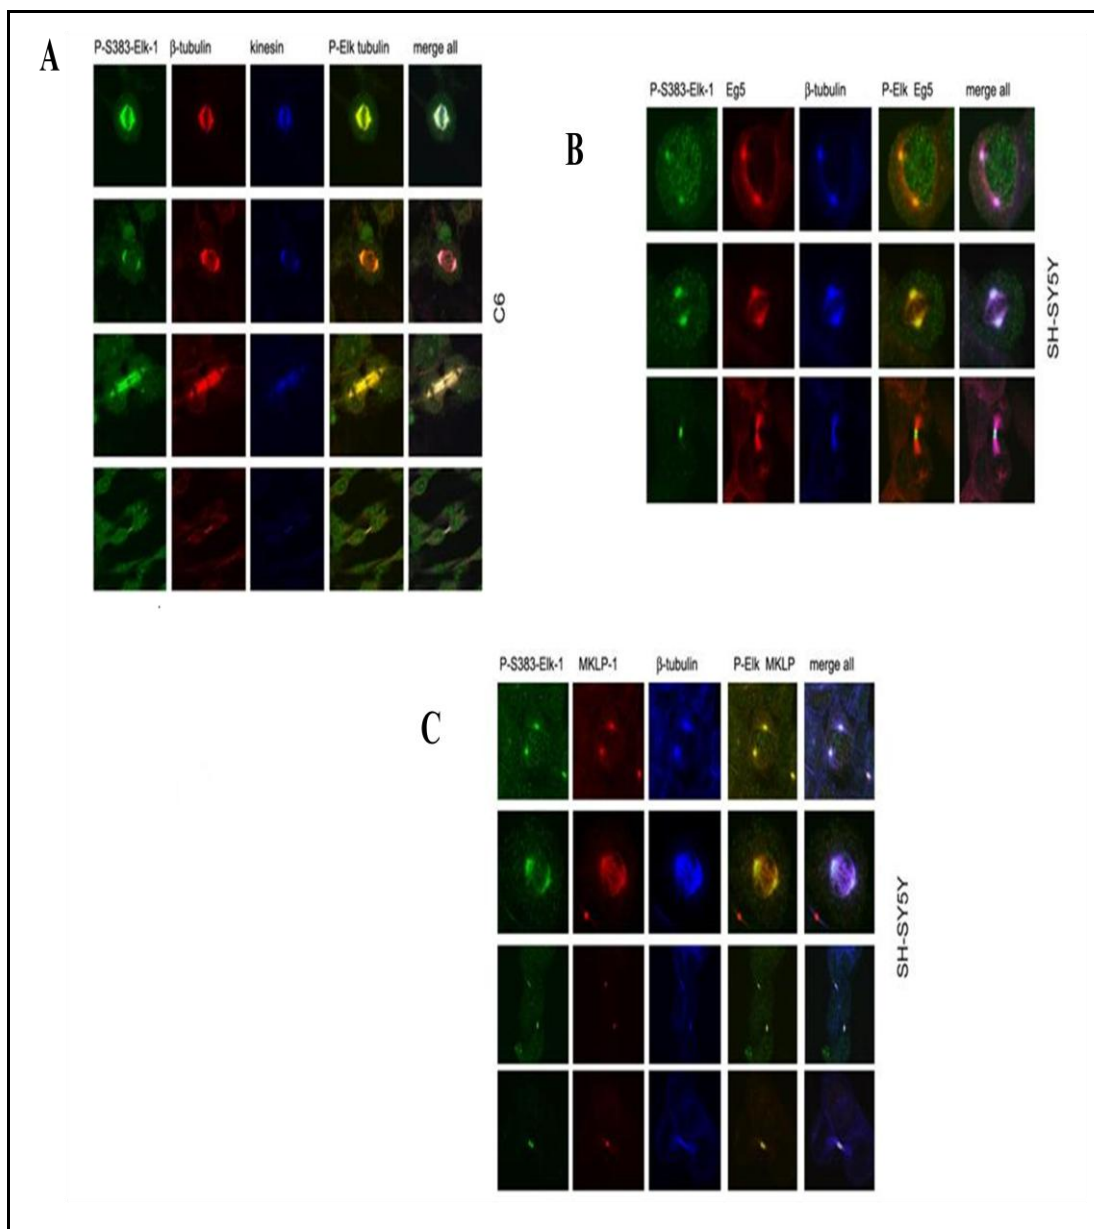 A
P-S383-Elk-1 β-tubulin kinesin P-Elk tubulin merge all
C6
B
P-S383-Elk-1 Eg5 β-tubulin P-Elk Eg5 merge all
SH-SY5Y
C
P-S383-Elk-1 MKLP-1 β-tubulin P-Elk MKLP merge all
SH-SY5Y